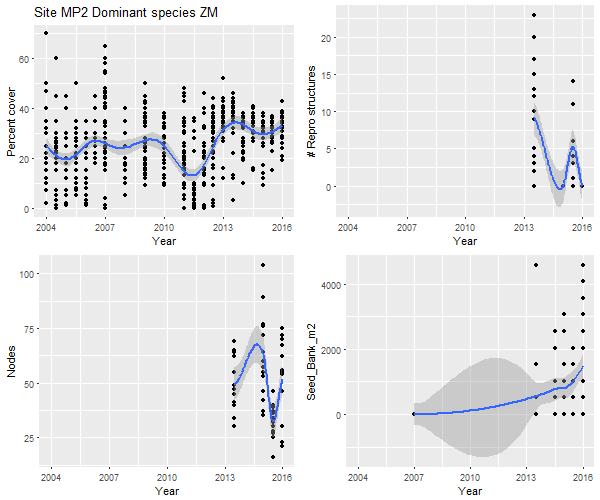 Site MP2 Dominant species ZM
Percent cover
60
40
20
0
2004 2007 2010 2013 2016
Year
# Repro structures
20
15
10
5
0
2004 2007 2010 2013 2016
Year
Nodes
100
75
50
25
2004 2007 2010 2013 2016
Year
Seed_Bank_m2
4000
2000
1000
0
2004 2007 2010 2013 2016
Year